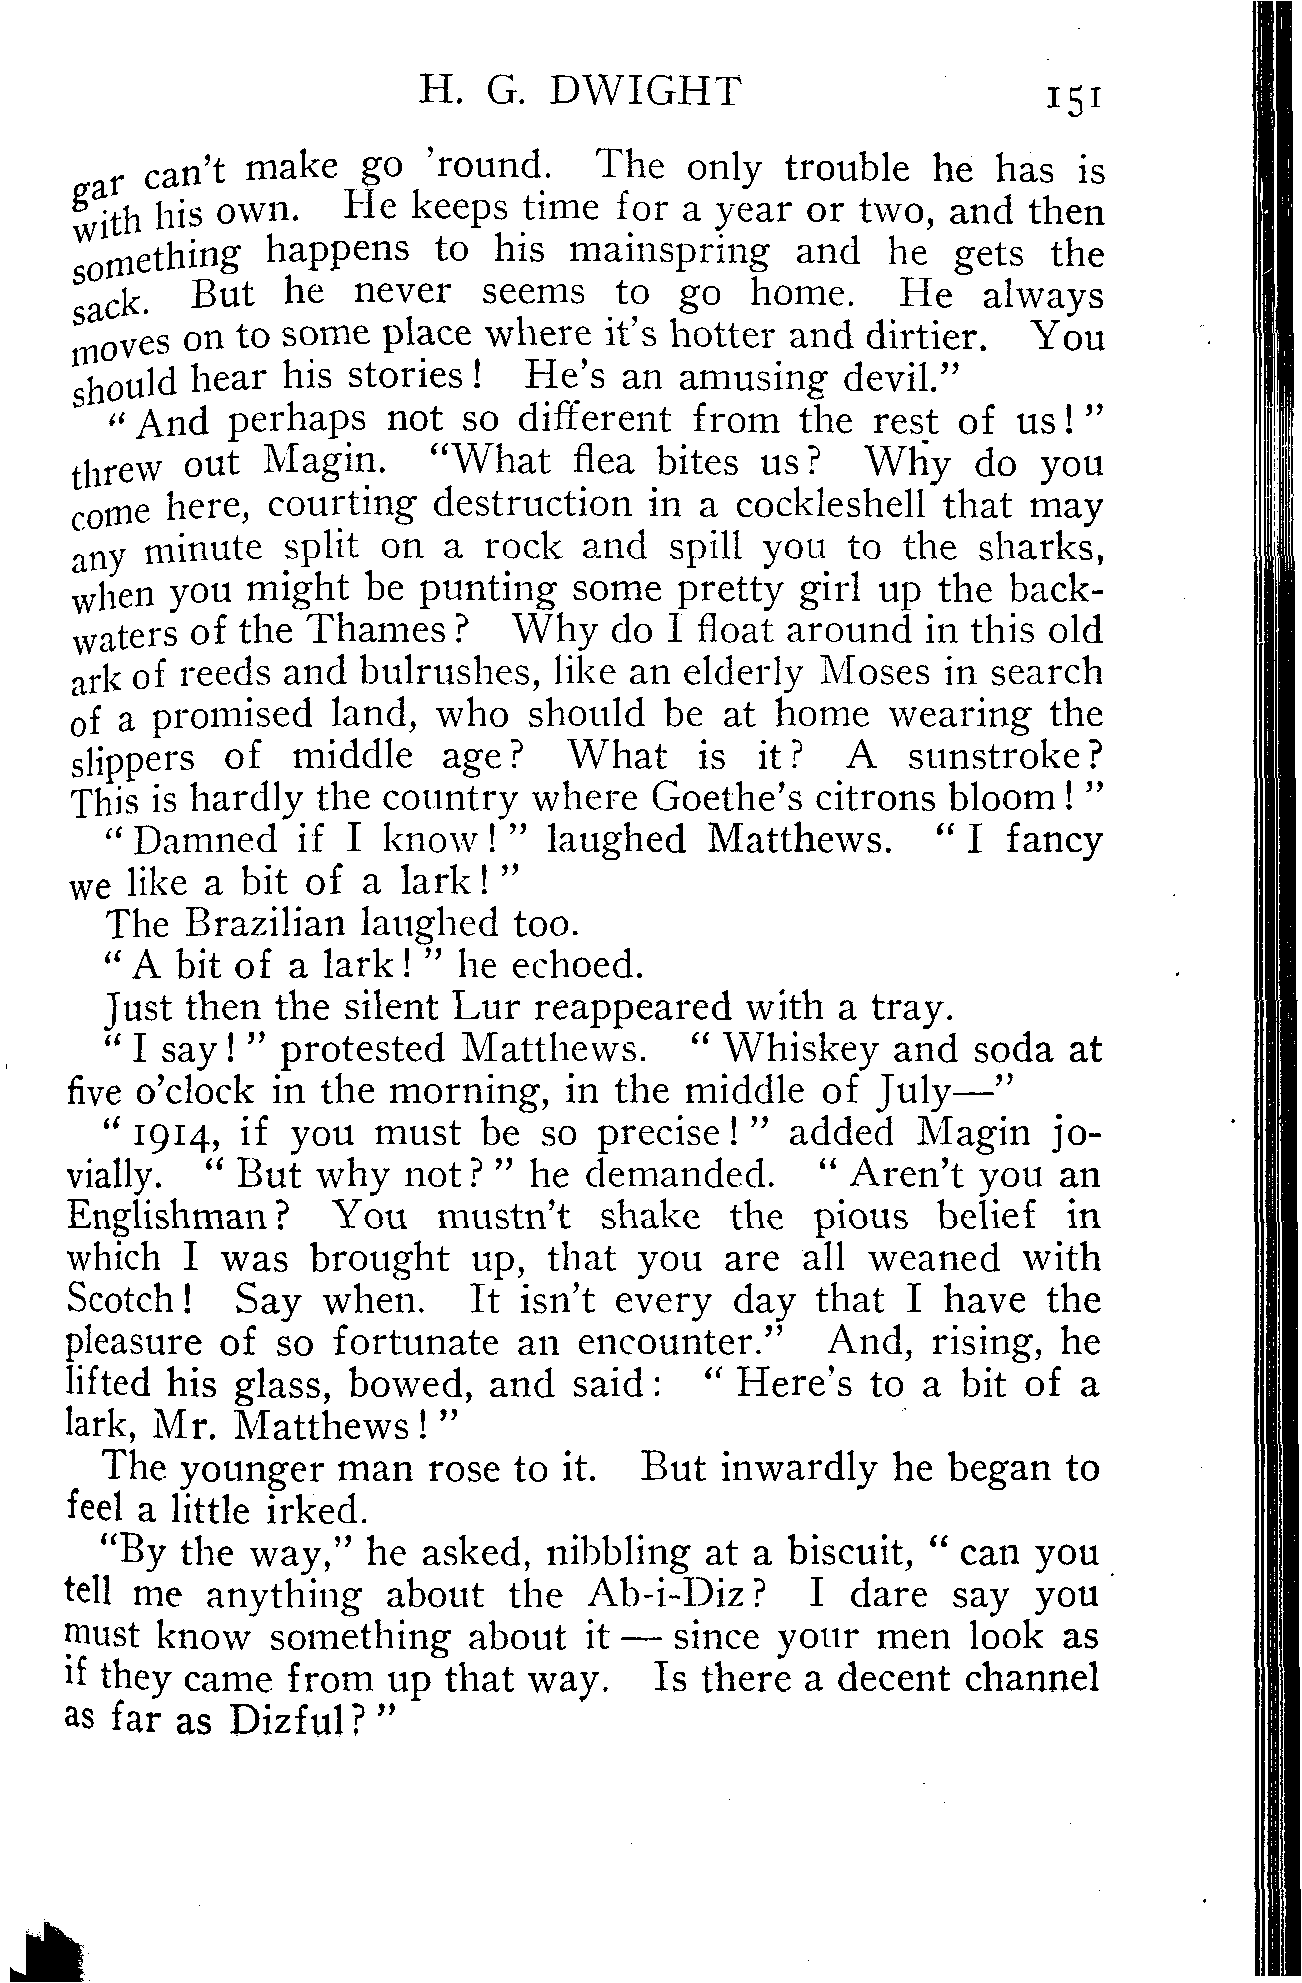 H. G. DWIGHT 151
gar can't make go 'round. The only trouble he has is
with his own. He keeps time for a year or two, and then
something happens to his mainspring and he gets the
sack. But he never seems to go home. He always
moves on to some place where it's hotter and dirtier. You
should hear his stories! He's an amusing devil."
"And perhaps not so different from the rest of us!"
threw out Magin. "What flea bites us? Why do you
come here, courting destruction in a cockleshell that may
any minute split on a rock and spill you to the sharks,
when you might be punting some pretty girl up the back-
waters of the Thames? Why do I float around in this old
ark of reeds and bulrushes, like an elderly Moses in search
of a promised land, who should be at home wearing the
slippers of middle age? What is it? A sunstroke?
This is hardly the country where Goethe's citrons bloom!"
"Damned if I know!" laughed Matthews. "I fancy
we like a bit of a lark!"
The Brazilian laughed too.
"A bit of a lark!" he echoed.
Just then the silent Lur reappeared with a tray.
"I say!" protested Matthews. "Whiskey and soda at
five o'clock in the morning, in the middle of July—"
"1914, if you must be so precise!" added Magin jo-
vially. "But why not?" he demanded. "Aren't you an
Englishman? You mustn't shake the pious belief in
which I was brought up, that you are all weaned with
Scotch! Say when. It isn't every day that I have the
pleasure of so fortunate an encounter." And, rising, he
lifted his glass, bowed, and said: "Here's to a bit of a
lark, Mr. Matthews!"
The younger man rose to it. But inwardly he began to
feel a little irked.
"By the way," he asked, nibbling at a biscuit, "can you
tell me anything about the Ab-i-Diz? I dare say you
must know something about it — since your men look as
if they came from up that way. Is there a decent channel
as far as Dizful?"